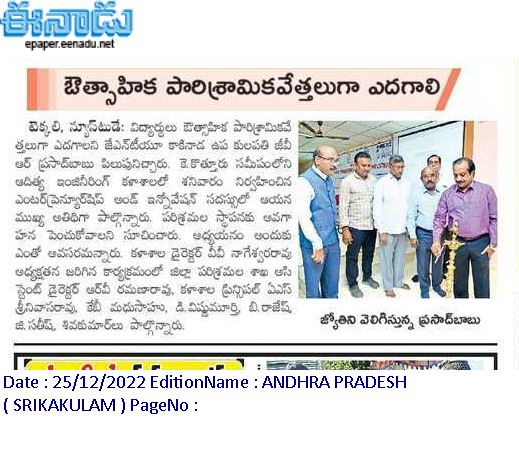 ఈనాడు
epaper.eenadu.net
ఔత్సాహిక పారిశ్రామికవేత్తలుగా ఎదగాలి
టెక్కలి, న్యూస్‌టుడే: విద్యార్థులు ఔత్సాహిక పారిశ్రామికవే
త్తలుగా ఎదగాలని జేఎన్‌టీయూ కాకినాడ ఉప కులపతి జీవీ
ఆర్ ప్రసాద్‌బాబు పిలుపునిచ్చారు. కె.కొత్తూరు సమీపంలోని
ఆదిత్య ఇంజినీరింగ్ కళాశాలలో శనివారం నిర్వహించిన
ఎంటర్‌ప్రెన్యూర్‌షిప్ అండ్ ఇన్నోవేషన్ సదస్సులో ఆయన
ముఖ్య అతిథిగా పాల్గొన్నారు. పరిశ్రమల స్థాపనకు అవగా
హన పెంచుకోవాలని సూచించారు. అధ్యయనం అందుకు
ఎంతో అవసరమన్నారు. కళాశాల డైరెక్టర్ వీవీ నాగేశ్వరరావు
అధ్యక్షతన జరిగిన కార్యక్రమంలో జిల్లా పరిశ్రమల శాఖ అసి
స్టెంట్ డైరెక్టర్ ఆర్‌వీ రమణారావు, కళాశాల ప్రిన్సిపల్ ఏఎస్
శ్రీనివాసరావు, కేబీ మధుసాహు, డి.విష్ణుమూర్తి, బి.రాజేష్,
జి.సతీష్, శివకుమార్‌లు పాల్గొన్నారు.
జ్యోతిని వెలిగిస్తున్న ప్రసాద్‌బాబు
Date : 25/12/2022 EditionName : ANDHRA PRADESH
( SRIKAKULAM ) PageNo :